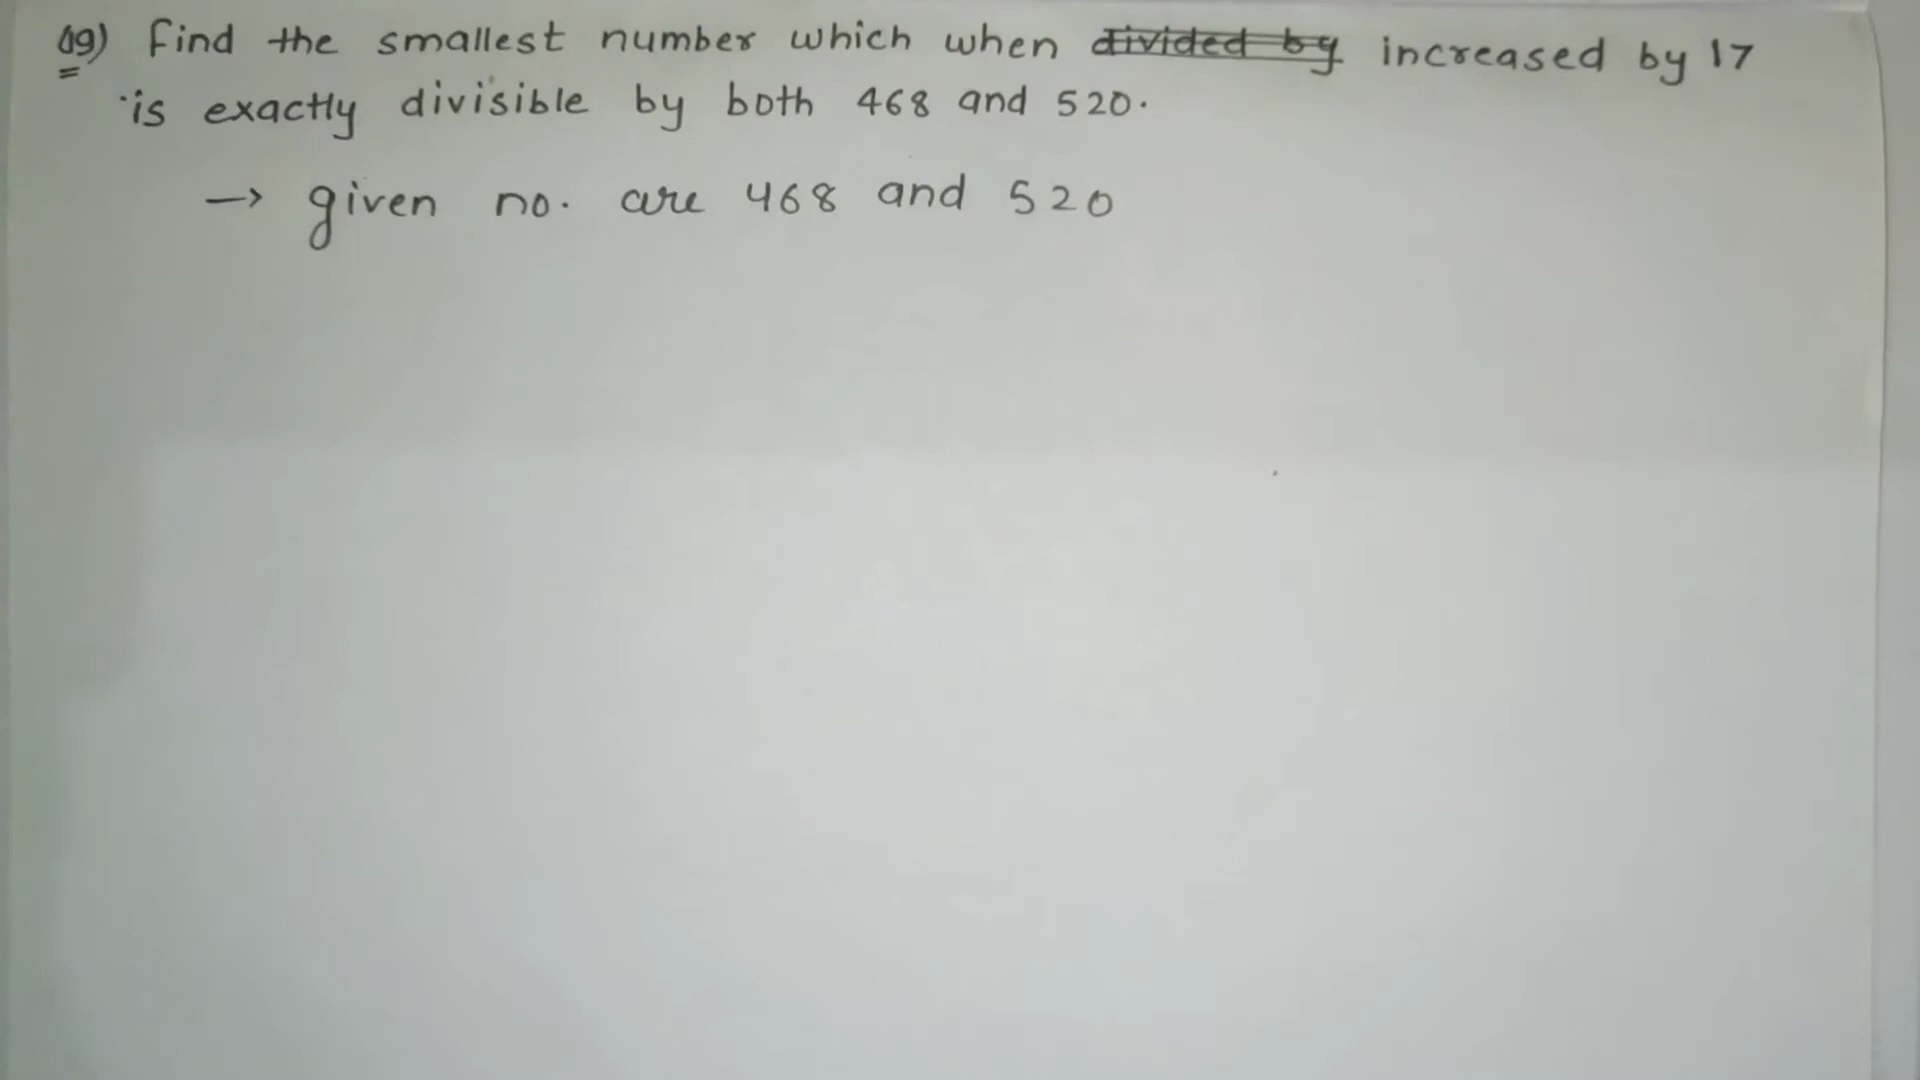 19) Find the smallest number which when divided by increased by 17
is exactly divisible by both 468 and 520.
→ given no. are 468 and 520